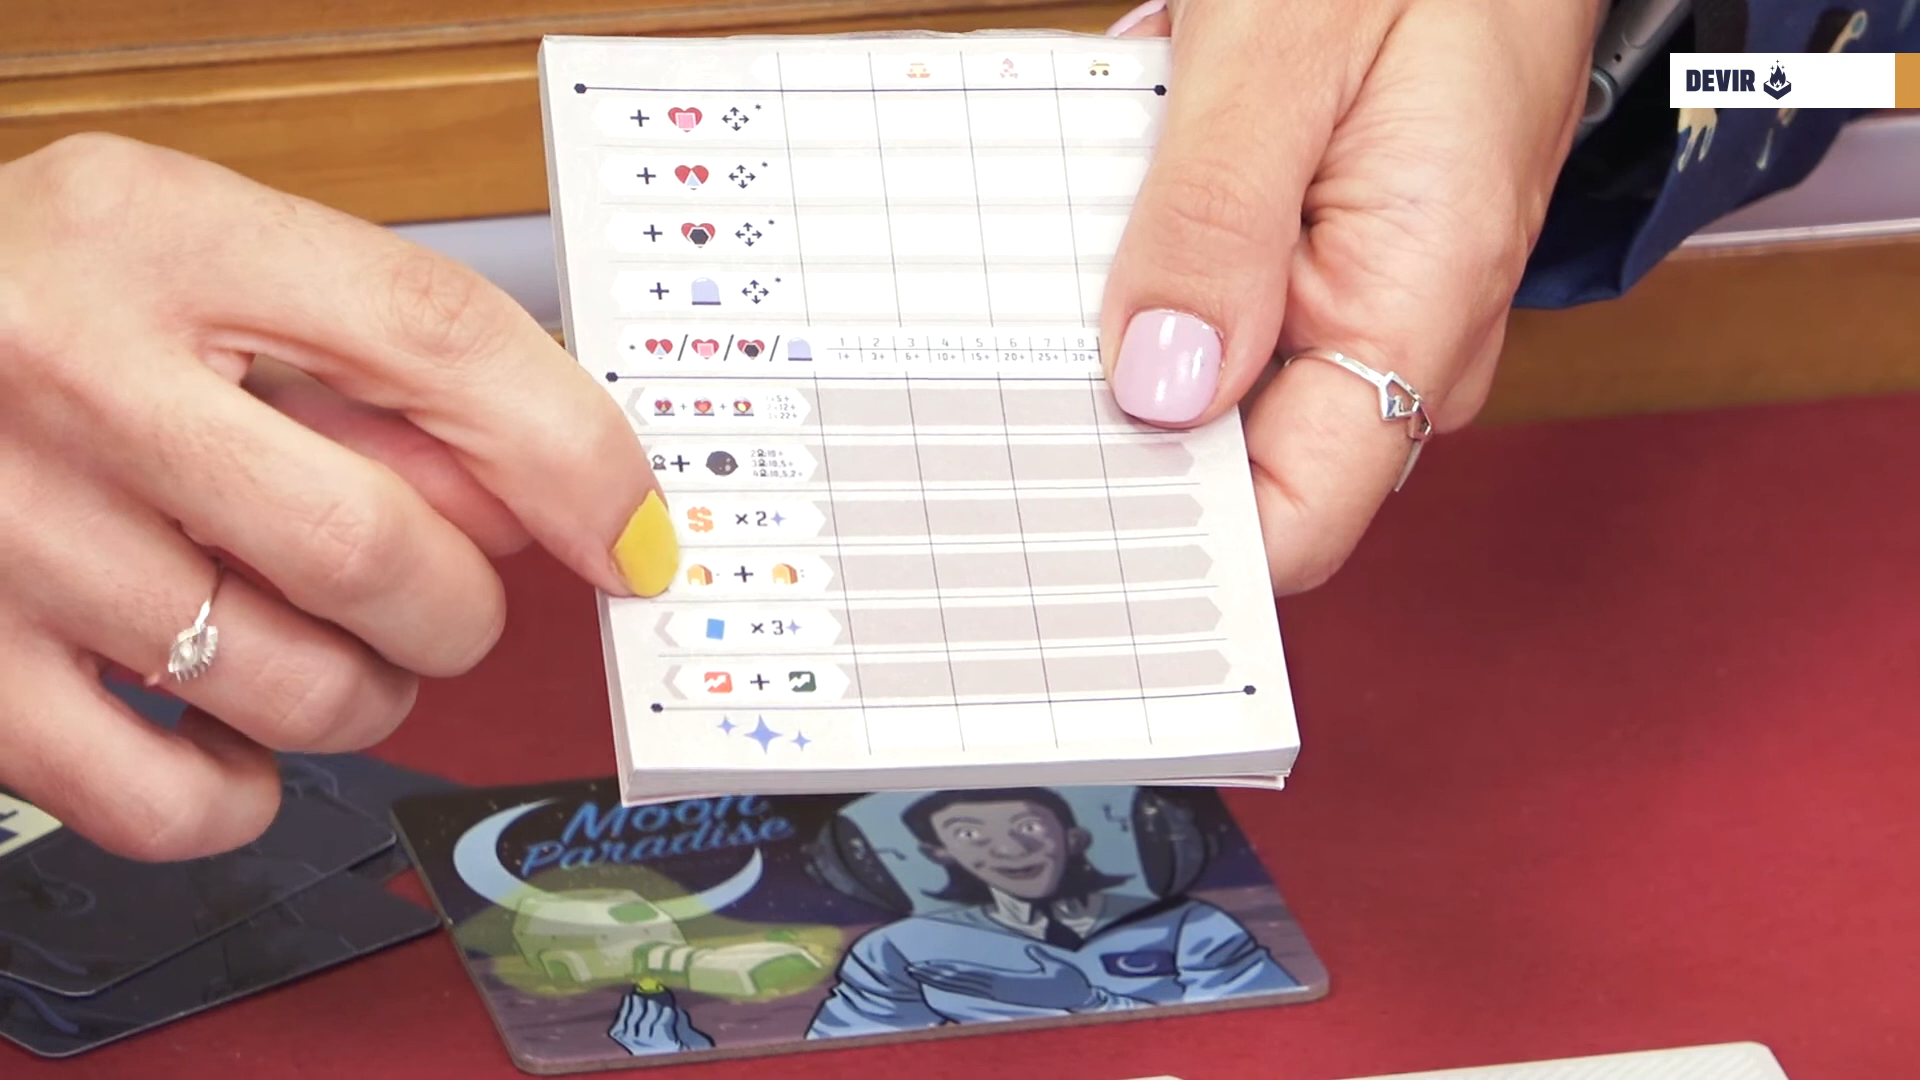 DEVIR
+ *
+ *
+ *
+ *
* / / / 1 2 3 4 5 6 7 8
1+ 3+ 6+ 10+ 15+ 20+ 25+ 30+
+ +
+
$ × 2
+
× 3
+
Moon
Paradise